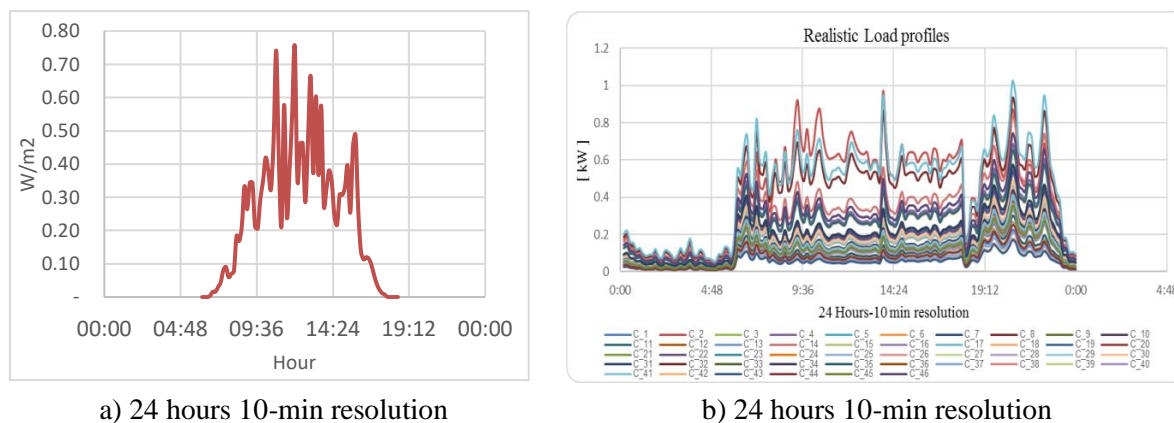 0.80
0.70
0.60
0.50
0.40
0.30
0.20
0.10
-
W/m2
00:00 04:48 09:36 14:24 19:12 00:00
Hour
a) 24 hours 10-min resolution
Realistic Load profiles
1.2
1
0.8
0.6
0.4
0.2
0
[ kW]
0:00 4:48 9:36 14:24 19:12 0:00 4:48
24 Hours-10 min resolution
C_1 C_2 C_3 C_4 C_5 C_6 C_7 C_8 C_9 C_10
C_11 C_12 C_13 C_14 C_15 C_16 C_17 C_18 C_19 C_20
C_21 C_22 C_23 C_24 C_25 C_26 C_27 C_28 C_29 C_30
C_31 C_32 C_33 C_34 C_35 C_36 C_37 C_38 C_39 C_40
C_41 C_42 C_43 C_44 C_45 C_46
b) 24 hours 10-min resolution